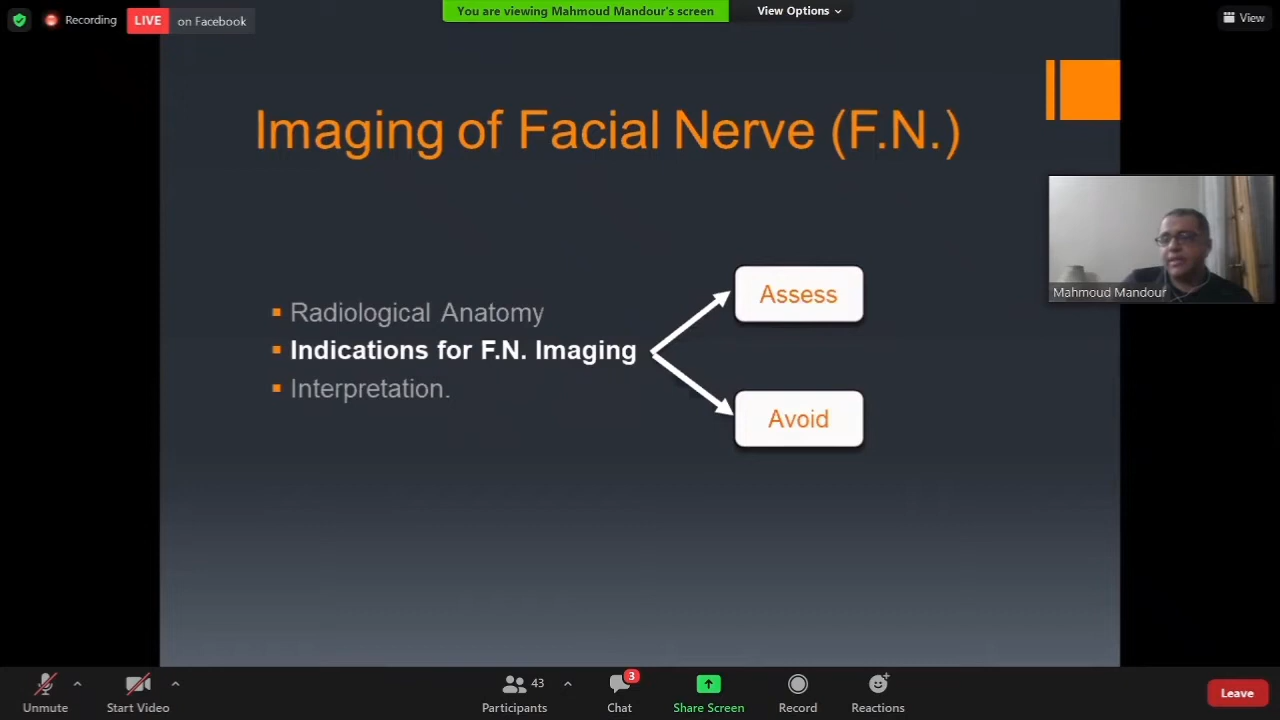 Recording
LIVE on Facebook
You are viewing Mahmoud Mandour's screen
View Options
View
Imaging of Facial Nerve (F.N.)
Mahmoud Mandour
Assess
Radiological Anatomy
Indications for F.N. Imaging
Interpretation.
Avoid
Unmute
Start Video
43
Participants
3
Chat
Share Screen
Record
Reactions
Leave